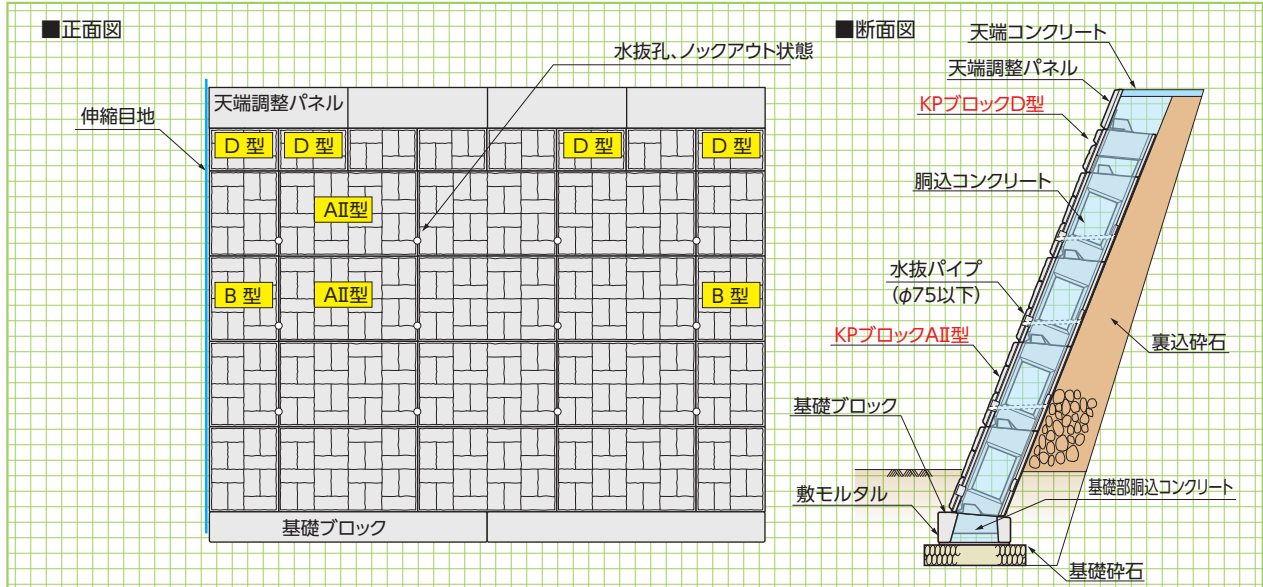 ■正面図
水抜孔、ノックアウト状態
伸縮目地
天端調整パネル
D 型
D 型
D 型
D 型
AⅡ型
B 型
AⅡ型
B 型
基礎ブロック
■断面図
天端コンクリート
天端調整パネル
KPブロックD型
胴込コンクリート
水抜パイプ
(φ75以下)
KPブロックAⅡ型
裏込砕石
基礎ブロック
敷モルタル
基礎部胴込コンクリート
基礎砕石